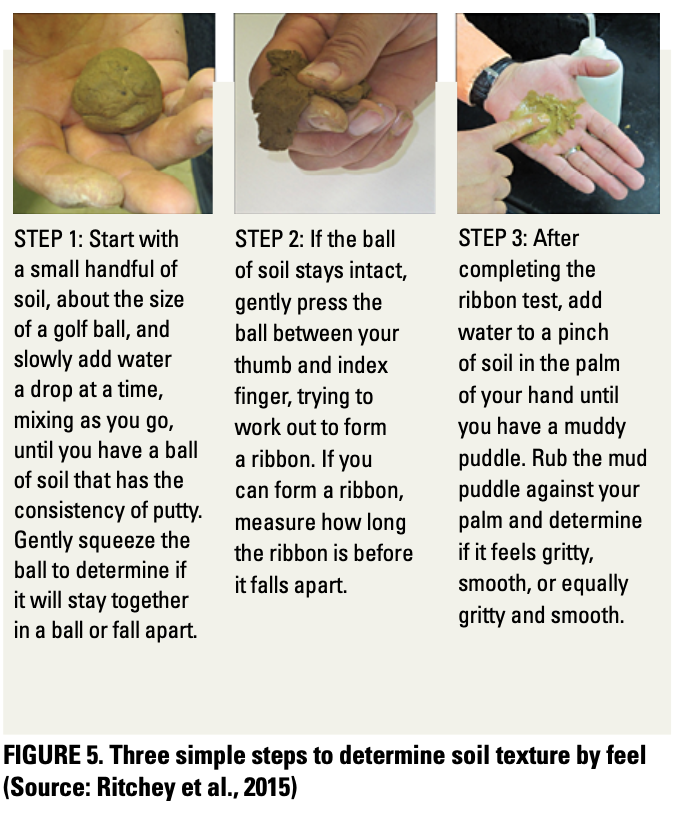 STEP 1: Start with
a small handful of
soil, about the size
of a golf ball, and
slowly add water
a drop at a time,
mixing as you go,
until you have a ball
of soil that has the
consistency of putty.
Gently squeeze the
ball to determine if
it will stay together
in a ball or fall apart.
STEP 2: If the ball
of soil stays intact,
gently press the
ball between your
thumb and index
finger, trying to
work out to form
a ribbon. If you
can form a ribbon,
measure how long
the ribbon is before
it falls apart.
STEP 3: After
completing the
ribbon test, add
water to a pinch
of soil in the palm
of your hand until
you have a muddy
puddle. Rub the mud
puddle against your
palm and determine
if it feels gritty,
smooth, or equally
gritty and smooth.
FIGURE 5. Three simple steps to determine soil texture by feel
(Source: Ritchey et al., 2015)